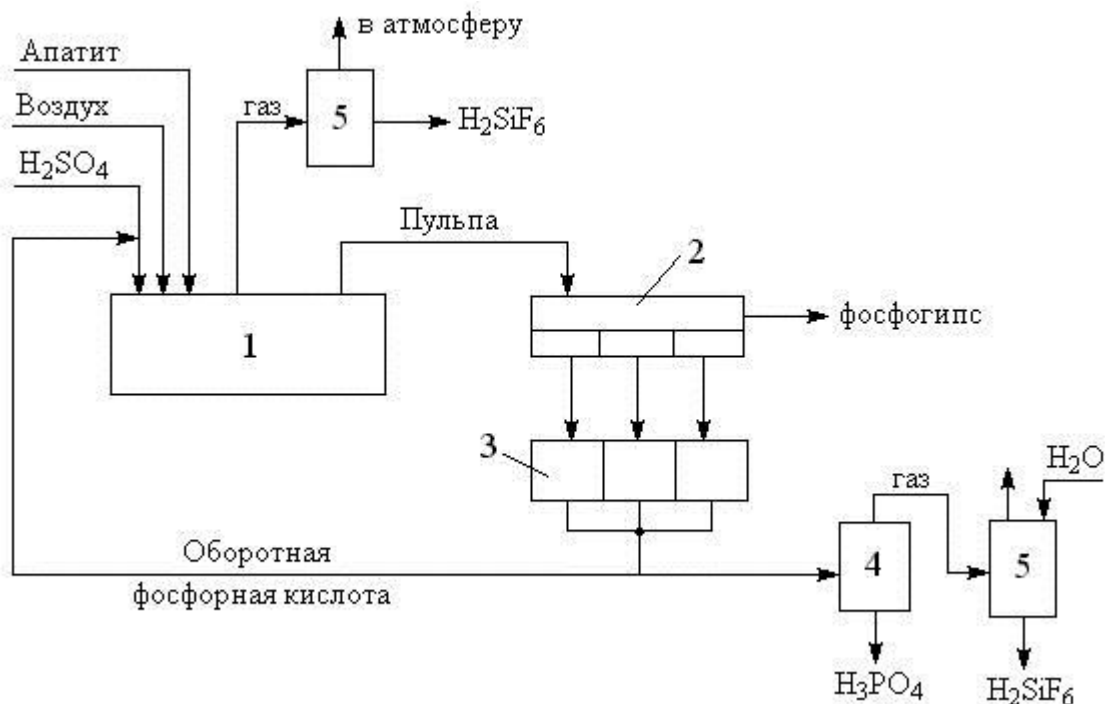 в атмосферу
Апатит
Воздух
газ
5
H₂SiF₆
H₂SO₄
Пульпа
2
фосфогипс
1
3
H₂O
газ
Оборотная
фосфорная кислота
4
5
H₃PO₄
H₂SiF₆